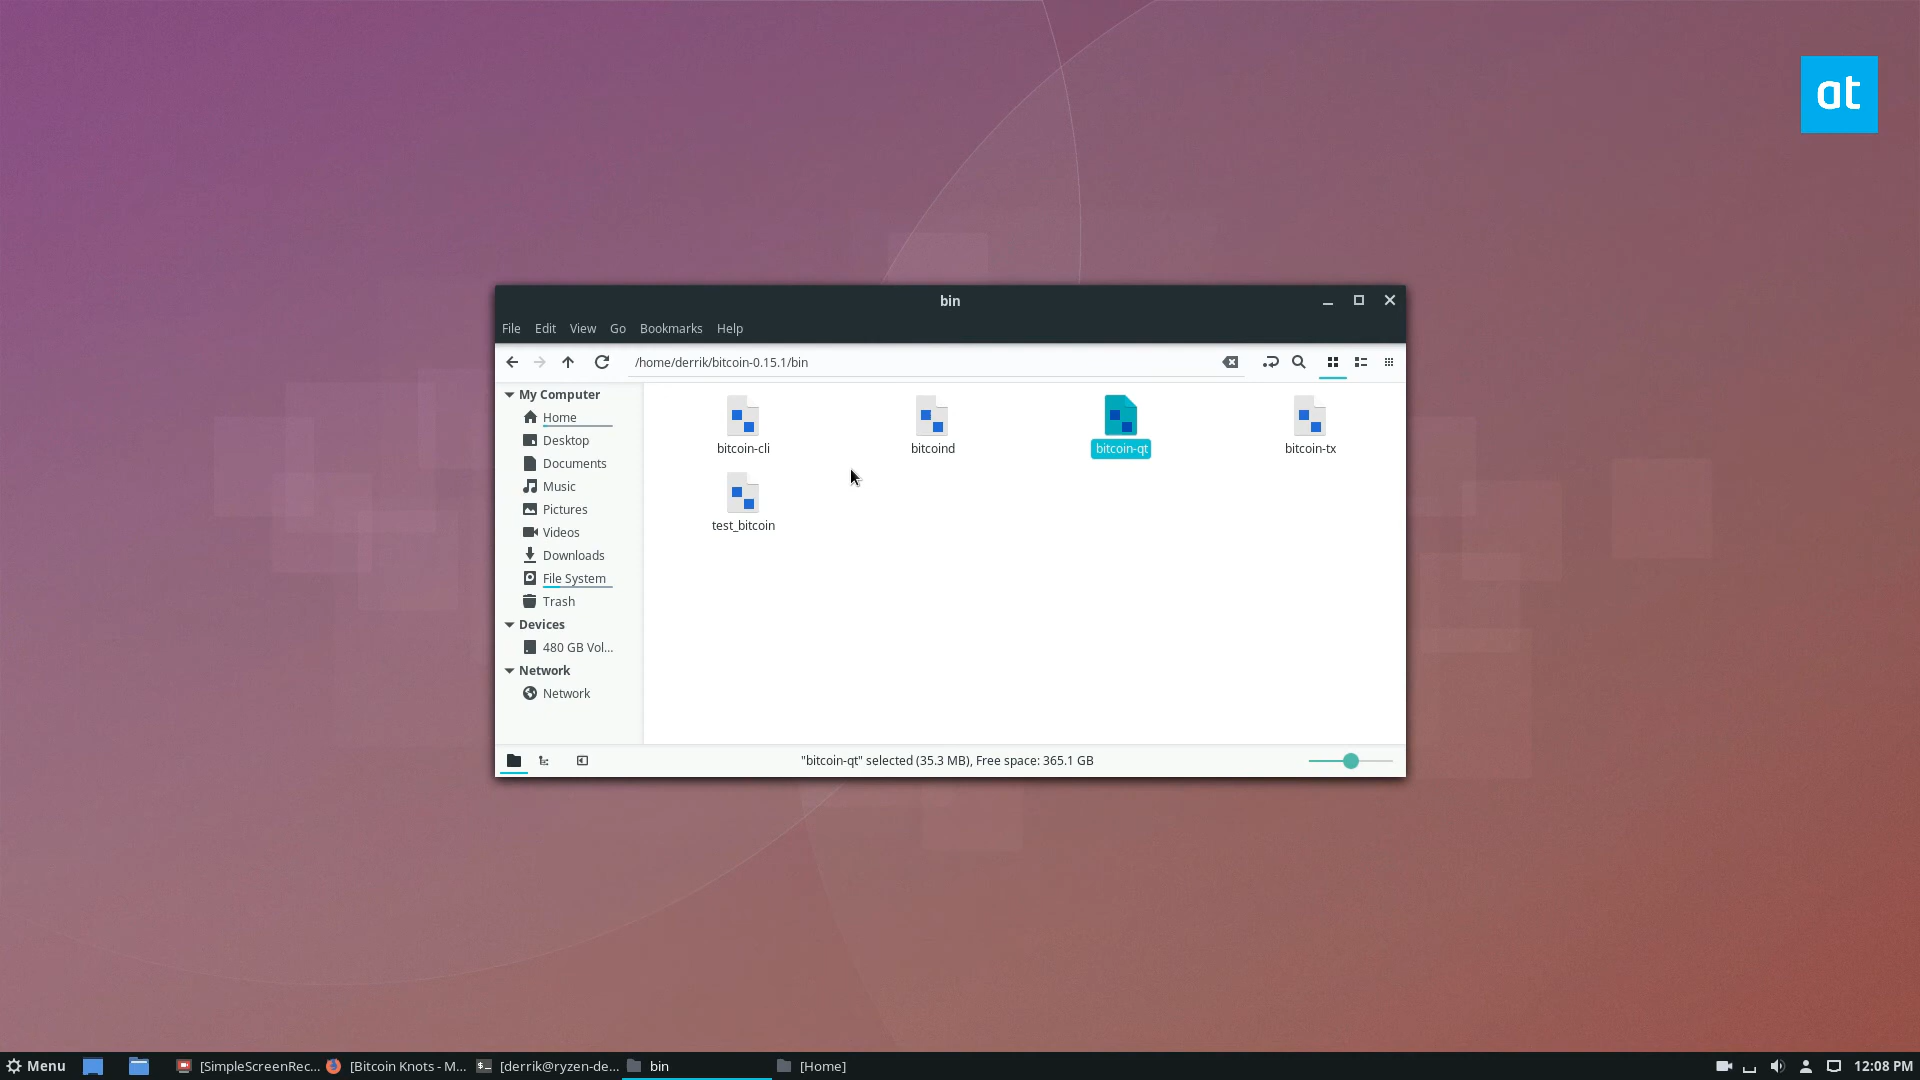 at
bin
File Edit View Go Bookmarks Help
/home/derrik/bitcoin-0.15.1/bin
My Computer
Home
Desktop
Documents
Music
Pictures
Videos
Downloads
File System
Trash
Devices
480 GB Vol...
Network
Network
bitcoin-cli bitcoind bitcoin-qt bitcoin-tx
test_bitcoin
"bitcoin-qt" selected (35.3 MB), Free space: 365.1 GB
Menu [SimpleScreenRec... [Bitcoin Knots - M... [derrik@ryzen-de... bin [Home] 12:08 PM